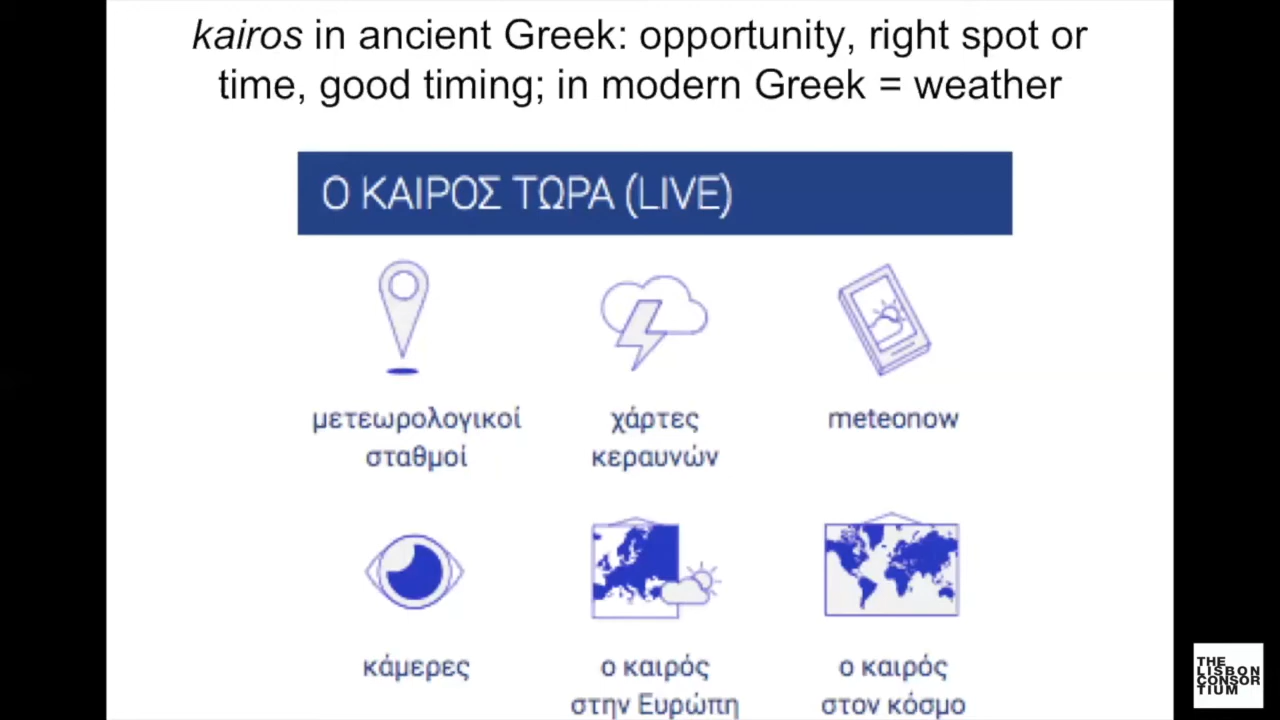 kairos in ancient Greek: opportunity, right spot or
time, good timing; in modern Greek = weather
Ο ΚΑΙΡΟΣ ΤΩΡΑ (LIVE)
μετεωρολογικοί
σταθμοί
χάρτες
κεραυνών
meteonow
κάμερες
ο καιρός
στην Ευρώπη
ο καιρός
στον κόσμο
THE
LISBON
CONSOR
TIUM